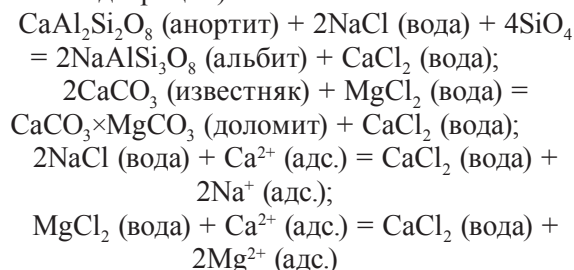 CaAl₂Si₂O₈ (анортит) + 2NaCl (вода) + 4SiO₄
= 2NaAlSi₃O₈ (альбит) + CaCl₂ (вода);
2CaCO₃ (известняк) + MgCl₂ (вода) =
CaCO₃×MgCO₃ (доломит) + CaCl₂ (вода);
2NaCl (вода) + Ca²⁺ (адс.) = CaCl₂ (вода) +
2Na⁺ (адс.);
MgCl₂ (вода) + Ca²⁺ (адс.) = CaCl₂ (вода) +
2Mg²⁺ (адс.)